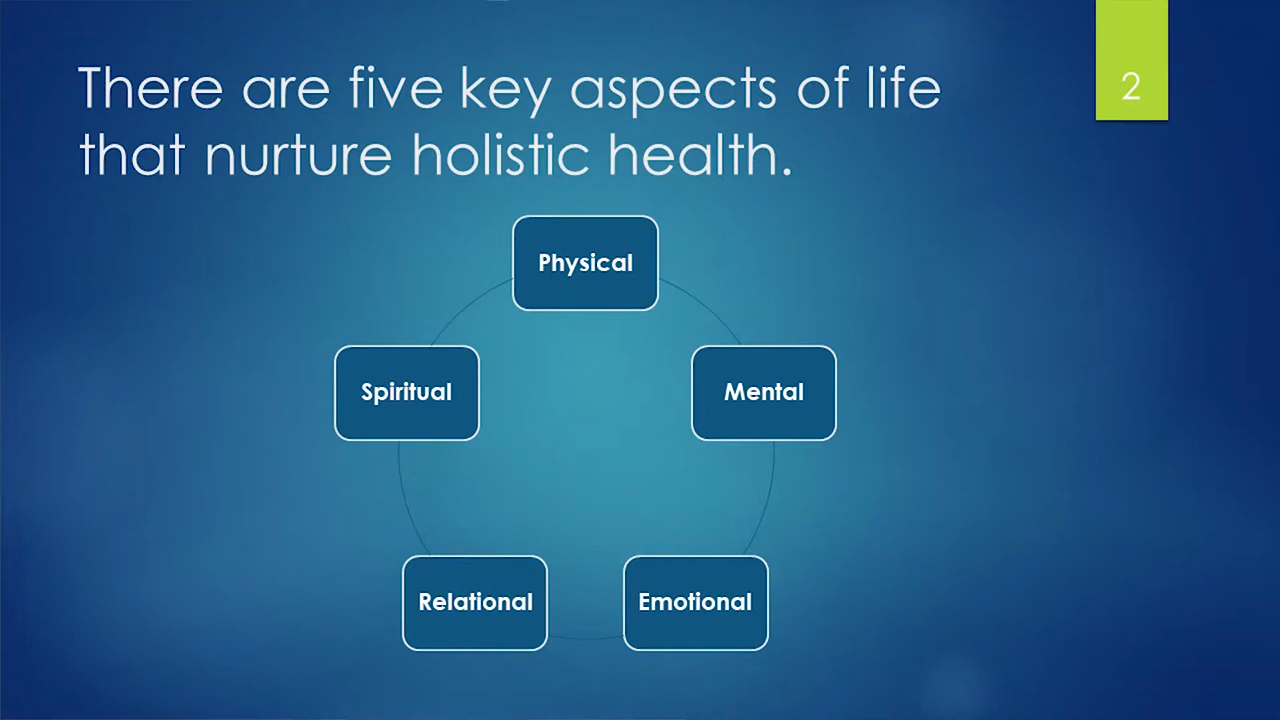 There are five key aspects of life
that nurture holistic health.
2
Physical
Spiritual
Mental
Relational
Emotional